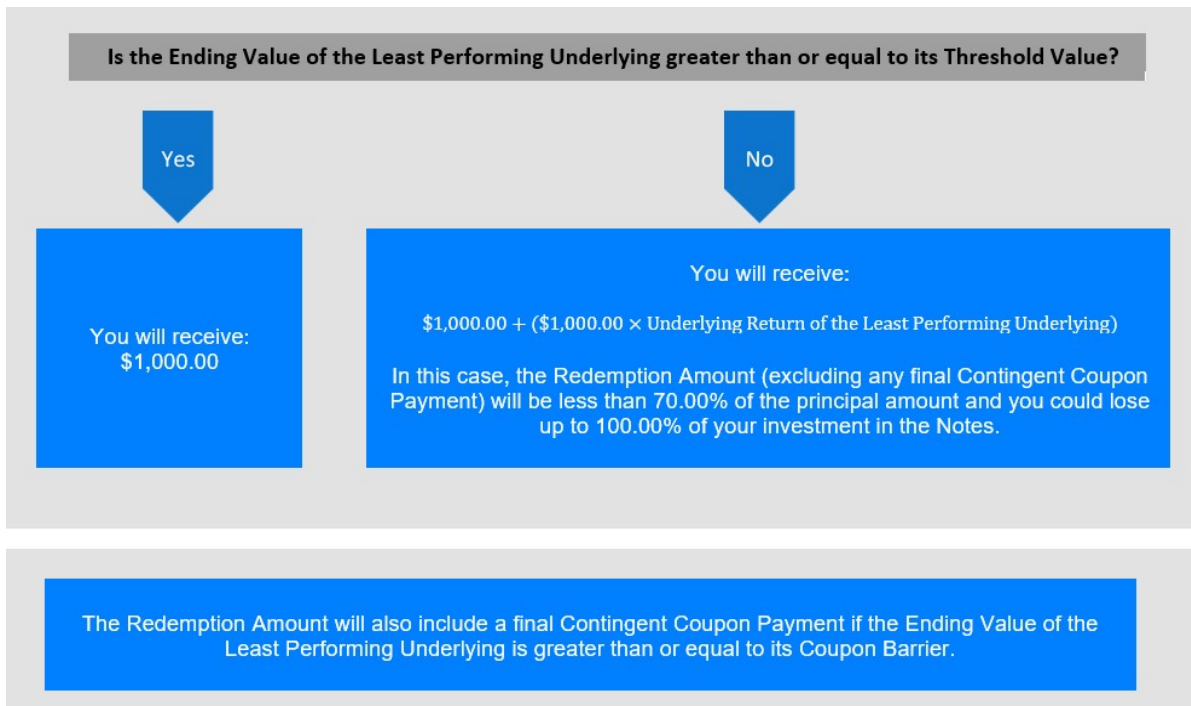 Is the Ending Value of the Least Performing Underlying greater than or equal to its Threshold Value?
Yes
No
You will receive:
$1,000.00
You will receive:
$1,000.00 + ($1,000.00 × Underlying Return of the Least Performing Underlying)
In this case, the Redemption Amount (excluding any final Contingent Coupon
Payment) will be less than 70.00% of the principal amount and you could lose
up to 100.00% of your investment in the Notes.
The Redemption Amount will also include a final Contingent Coupon Payment if the Ending Value of the
Least Performing Underlying is greater than or equal to its Coupon Barrier.